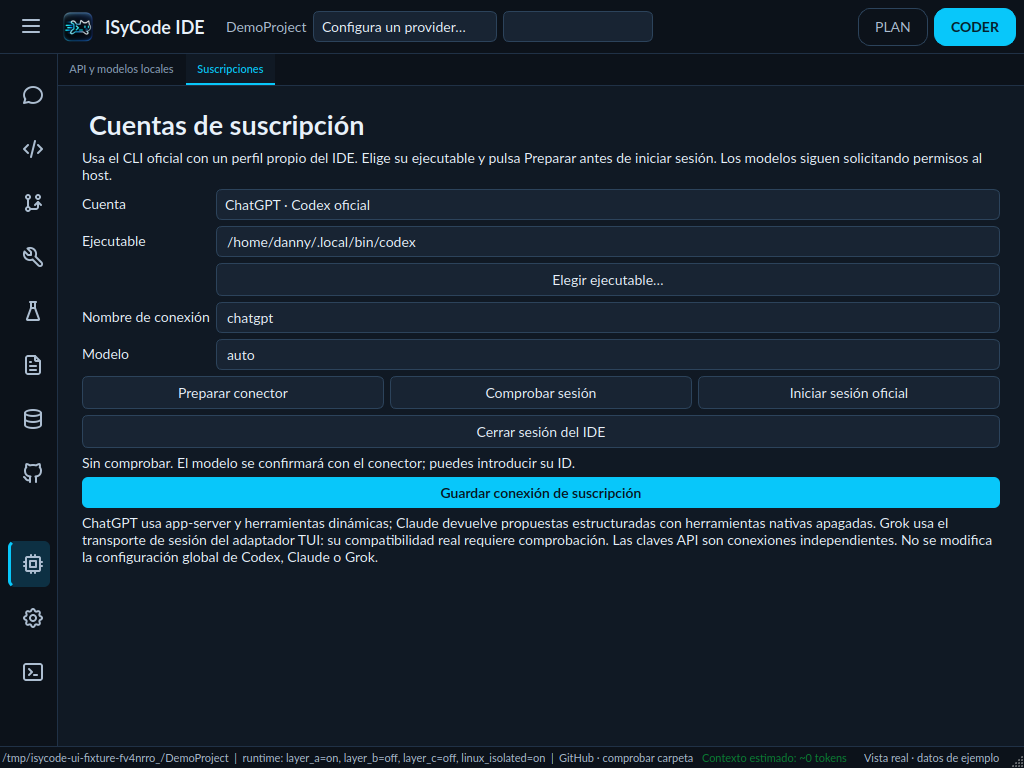 ISyCode IDE DemoProject Configura un provider... PLAN CODER
API y modelos locales Suscripciones
Cuentas de suscripción
Usa el CLI oficial con un perfil propio del IDE. Elige su ejecutable y pulsa Preparar antes de iniciar sesión. Los modelos siguen solicitando permisos al
host.
Cuenta ChatGPT · Codex oficial
Ejecutable /home/danny/.local/bin/codex
Elegir ejecutable...
Nombre de conexión chatgpt
Modelo auto
Preparar conector Comprobar sesión Iniciar sesión oficial
Cerrar sesión del IDE
Sin comprobar. El modelo se confirmará con el conector; puedes introducir su ID.
Guardar conexión de suscripción
ChatGPT usa app-server y herramientas dinámicas; Claude devuelve propuestas estructuradas con herramientas nativas apagadas. Grok usa el
transporte de sesión del adaptador TUI: su compatibilidad real requiere comprobación. Las claves API son conexiones independientes. No se modifica
la configuración global de Codex, Claude o Grok.
/tmp/isycode-ui-fixture-fv4nrro_/DemoProject | runtime: layer_a=on, layer_b=off, layer_c=off, linux_isolated=on | GitHub · comprobar carpeta Contexto estimado: ~0 tokens Vista real · datos de ejemplo